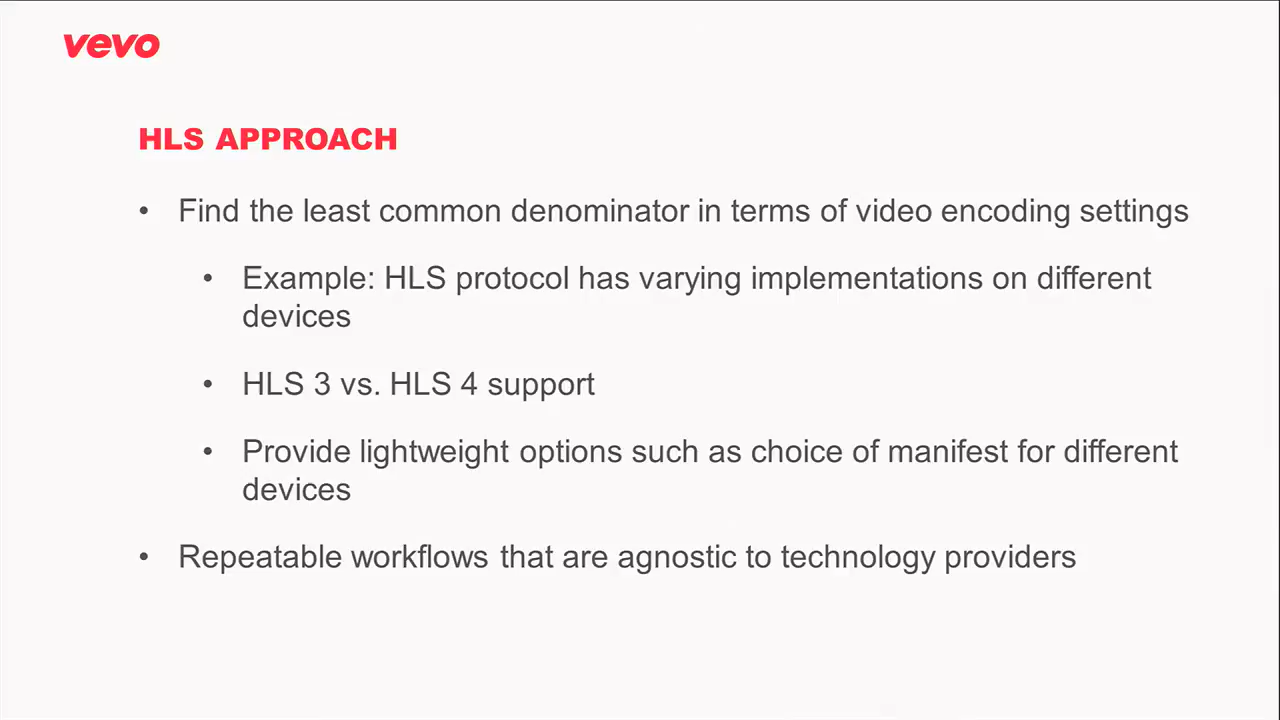 vevo
HLS APPROACH
• Find the least common denominator in terms of video encoding settings
• Example: HLS protocol has varying implementations on different
devices
• HLS 3 vs. HLS 4 support
• Provide lightweight options such as choice of manifest for different
devices
• Repeatable workflows that are agnostic to technology providers